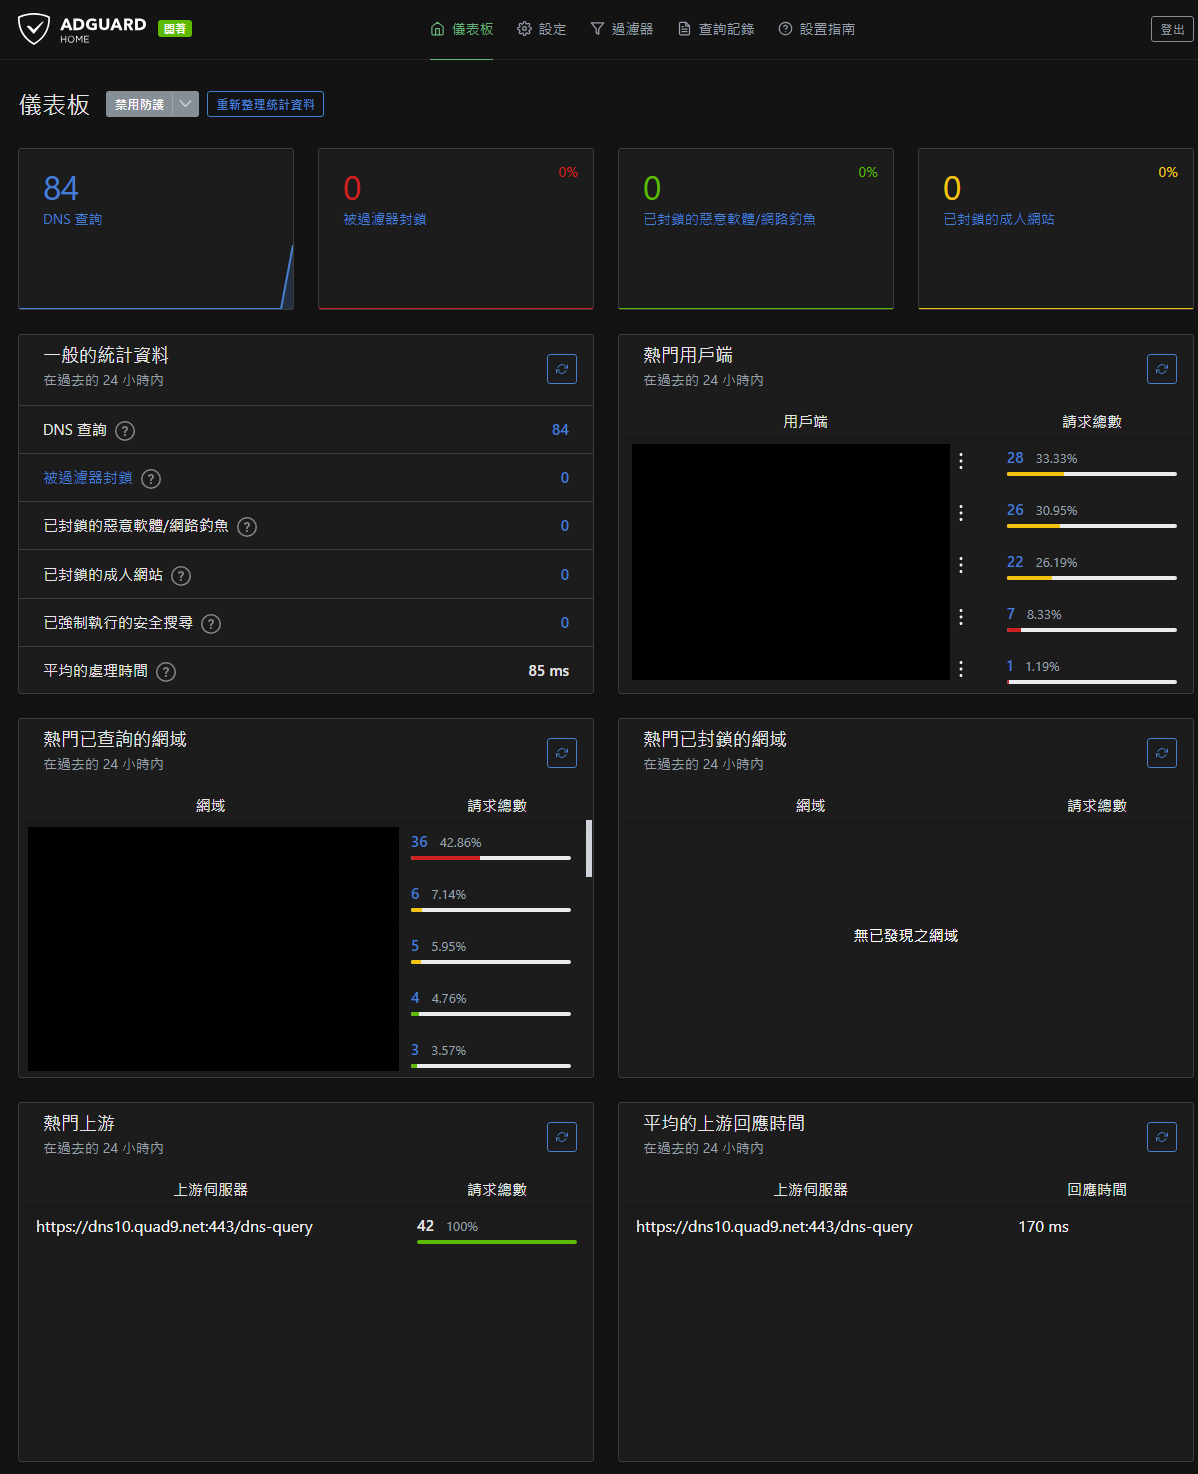 ADGUARD
HOME
開著
儀表板
設定
過濾器
查詢記錄
設置指南
登出
儀表板
禁用防護
重新整理統計資料
84
DNS 查詢
0%
0
被過濾器封鎖
0%
0
已封鎖的惡意軟體/網路釣魚
0%
0
已封鎖的成人網站
一般的統計資料
在過去的 24 小時內
DNS 查詢 ? 84
被過濾器封鎖 ? 0
已封鎖的惡意軟體/網路釣魚 ? 0
已封鎖的成人網站 ? 0
已強制執行的安全搜尋 ? 0
平均的處理時間 ? 85 ms
熱門用戶端
在過去的 24 小時內
用戶端 請求總數
28 33.33%
26 30.95%
22 26.19%
7 8.33%
1 1.19%
熱門已查詢的網域
在過去的 24 小時內
網域 請求總數
36 42.86%
6 7.14%
5 5.95%
4 4.76%
3 3.57%
熱門已封鎖的網域
在過去的 24 小時內
網域 請求總數
無已發現之網域
熱門上游
在過去的 24 小時內
上游伺服器 請求總數
https://dns10.quad9.net:443/dns-query 42 100%
平均的上游回應時間
在過去的 24 小時內
上游伺服器 回應時間
https://dns10.quad9.net:443/dns-query 170 ms